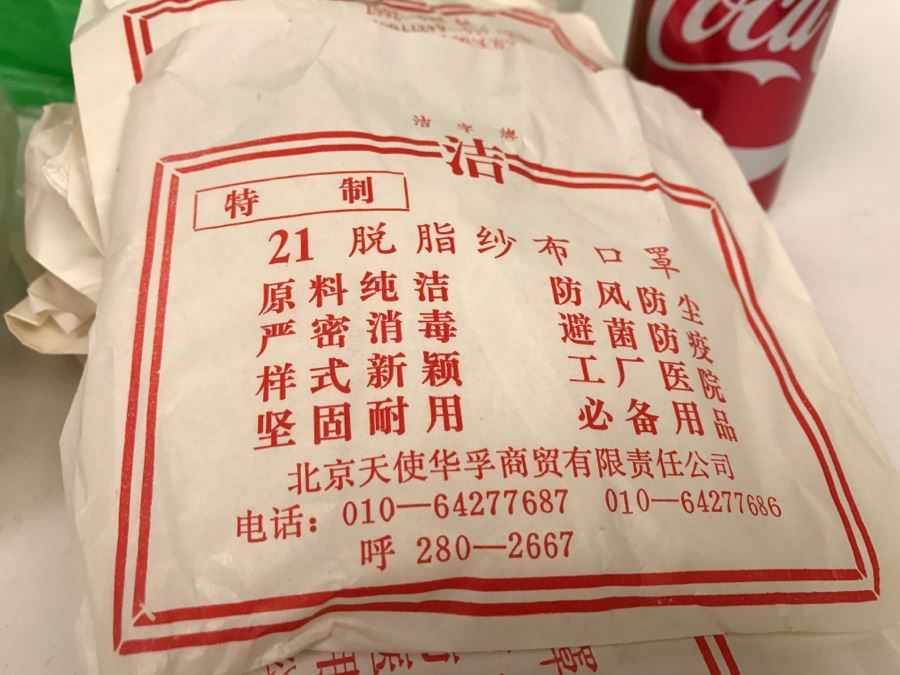 洁字牌
洁
特制
21 脱脂纱布口罩
原料纯洁 防风防尘
严密消毒 避菌防疫
样式新颖 工厂医院
坚固耐用 必备用品
北京天使华孚商贸有限责任公司
电话：010—64277687 010—64277686
呼 280—2667